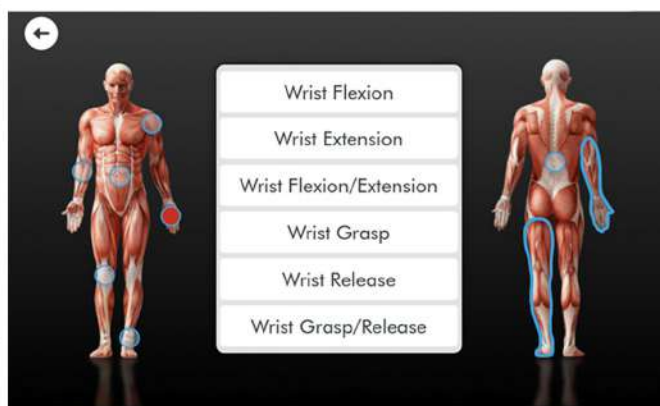 Wrist Flexion
Wrist Extension
Wrist Flexion/Extension
Wrist Grasp
Wrist Release
Wrist Grasp/Release